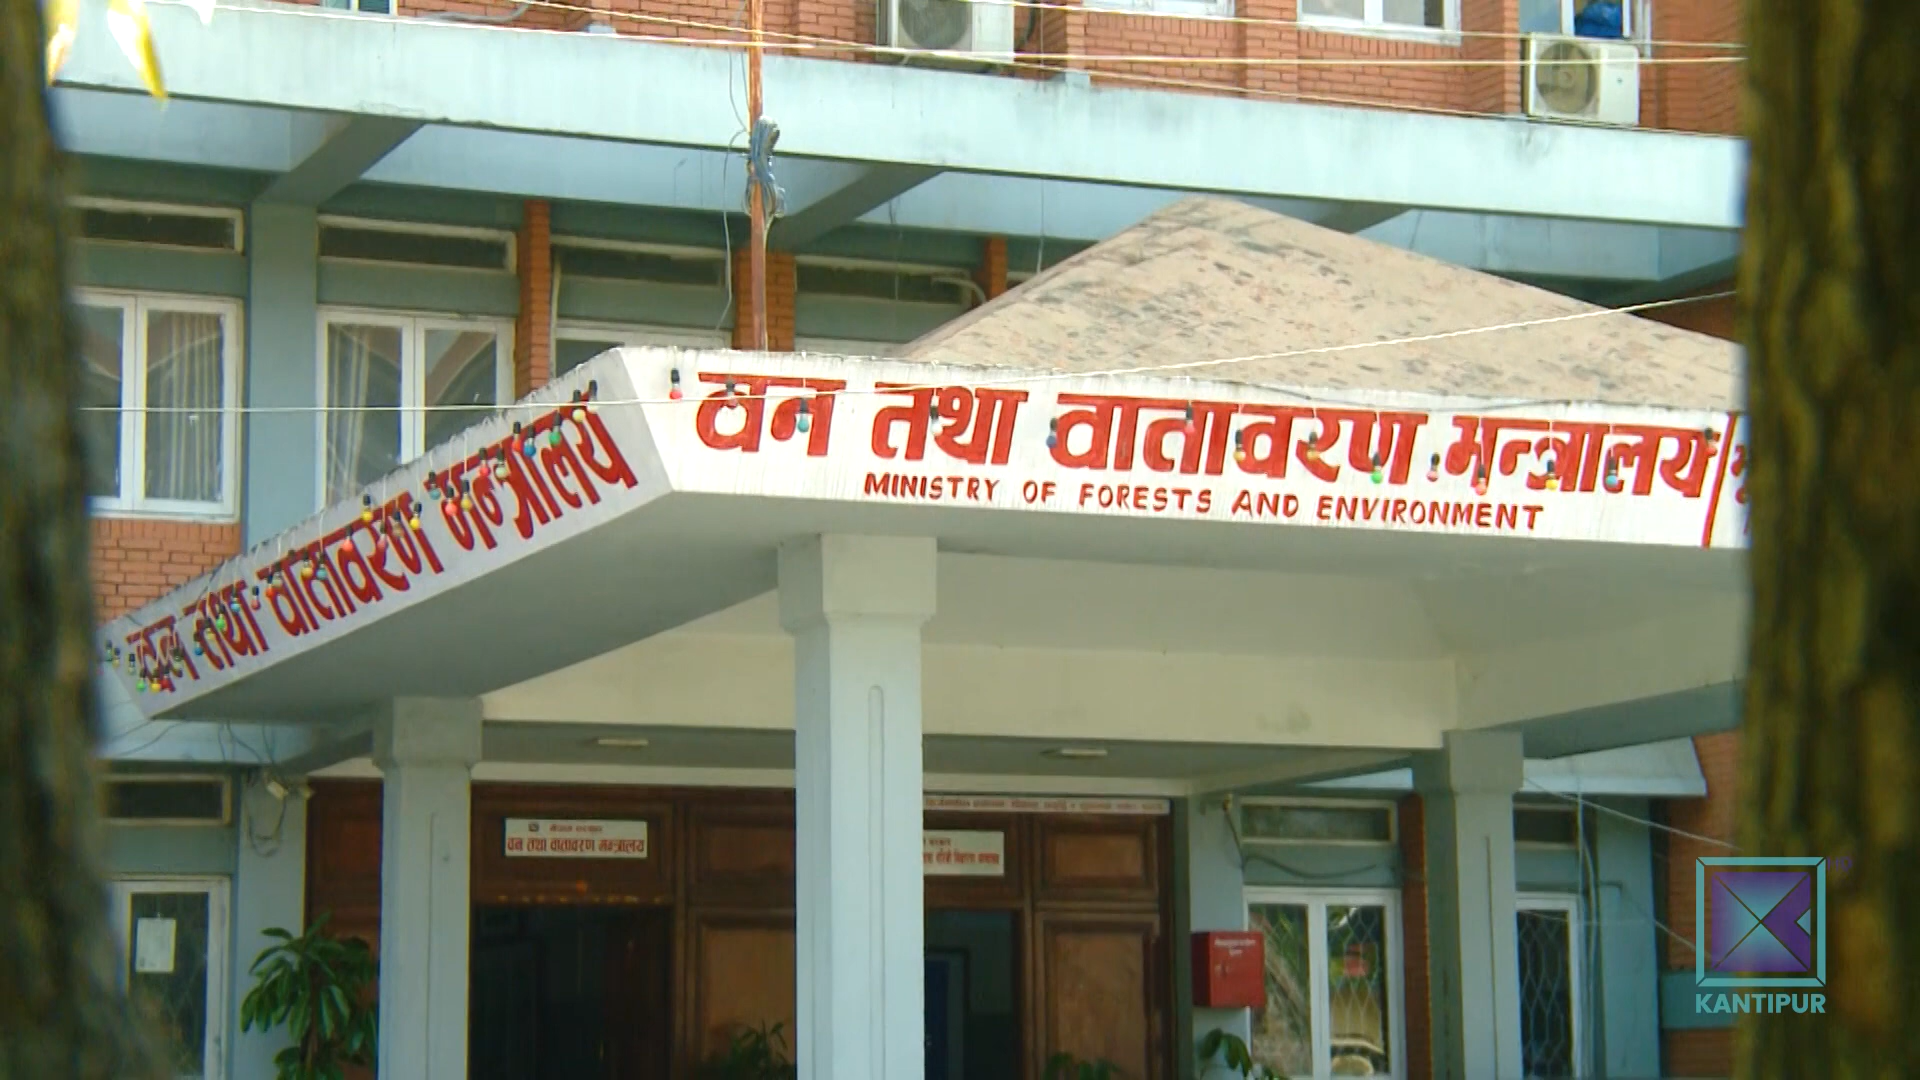 वन तथा वातावरण मन्त्रालय
MINISTRY OF FORESTS AND ENVIRONMENT
वन तथा वातावरण मन्त्रालय
वन तथा वातावरण मन्त्रालय
KANTIPUR